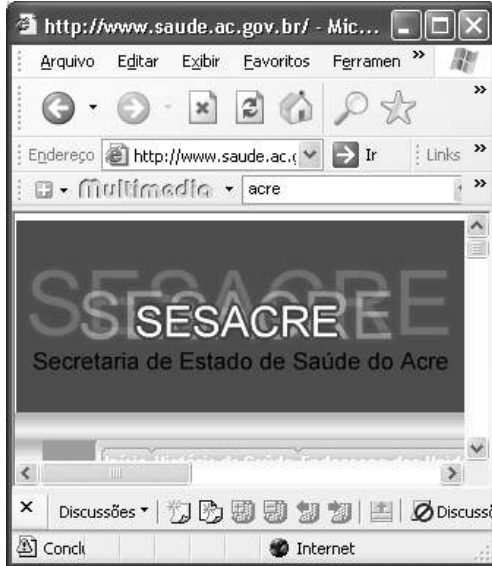 http://www.saude.ac.gov.br/ - Mic...
Arquivo Editar Exibir Favoritos Ferramen »
»
Endereço http://www.saude.ac.g Ir Links »
Multimedia acre »
SESACRE
SESACRE
Secretaria de Estado de Saúde do Acre
Discussões Discussõ
Conclu Internet